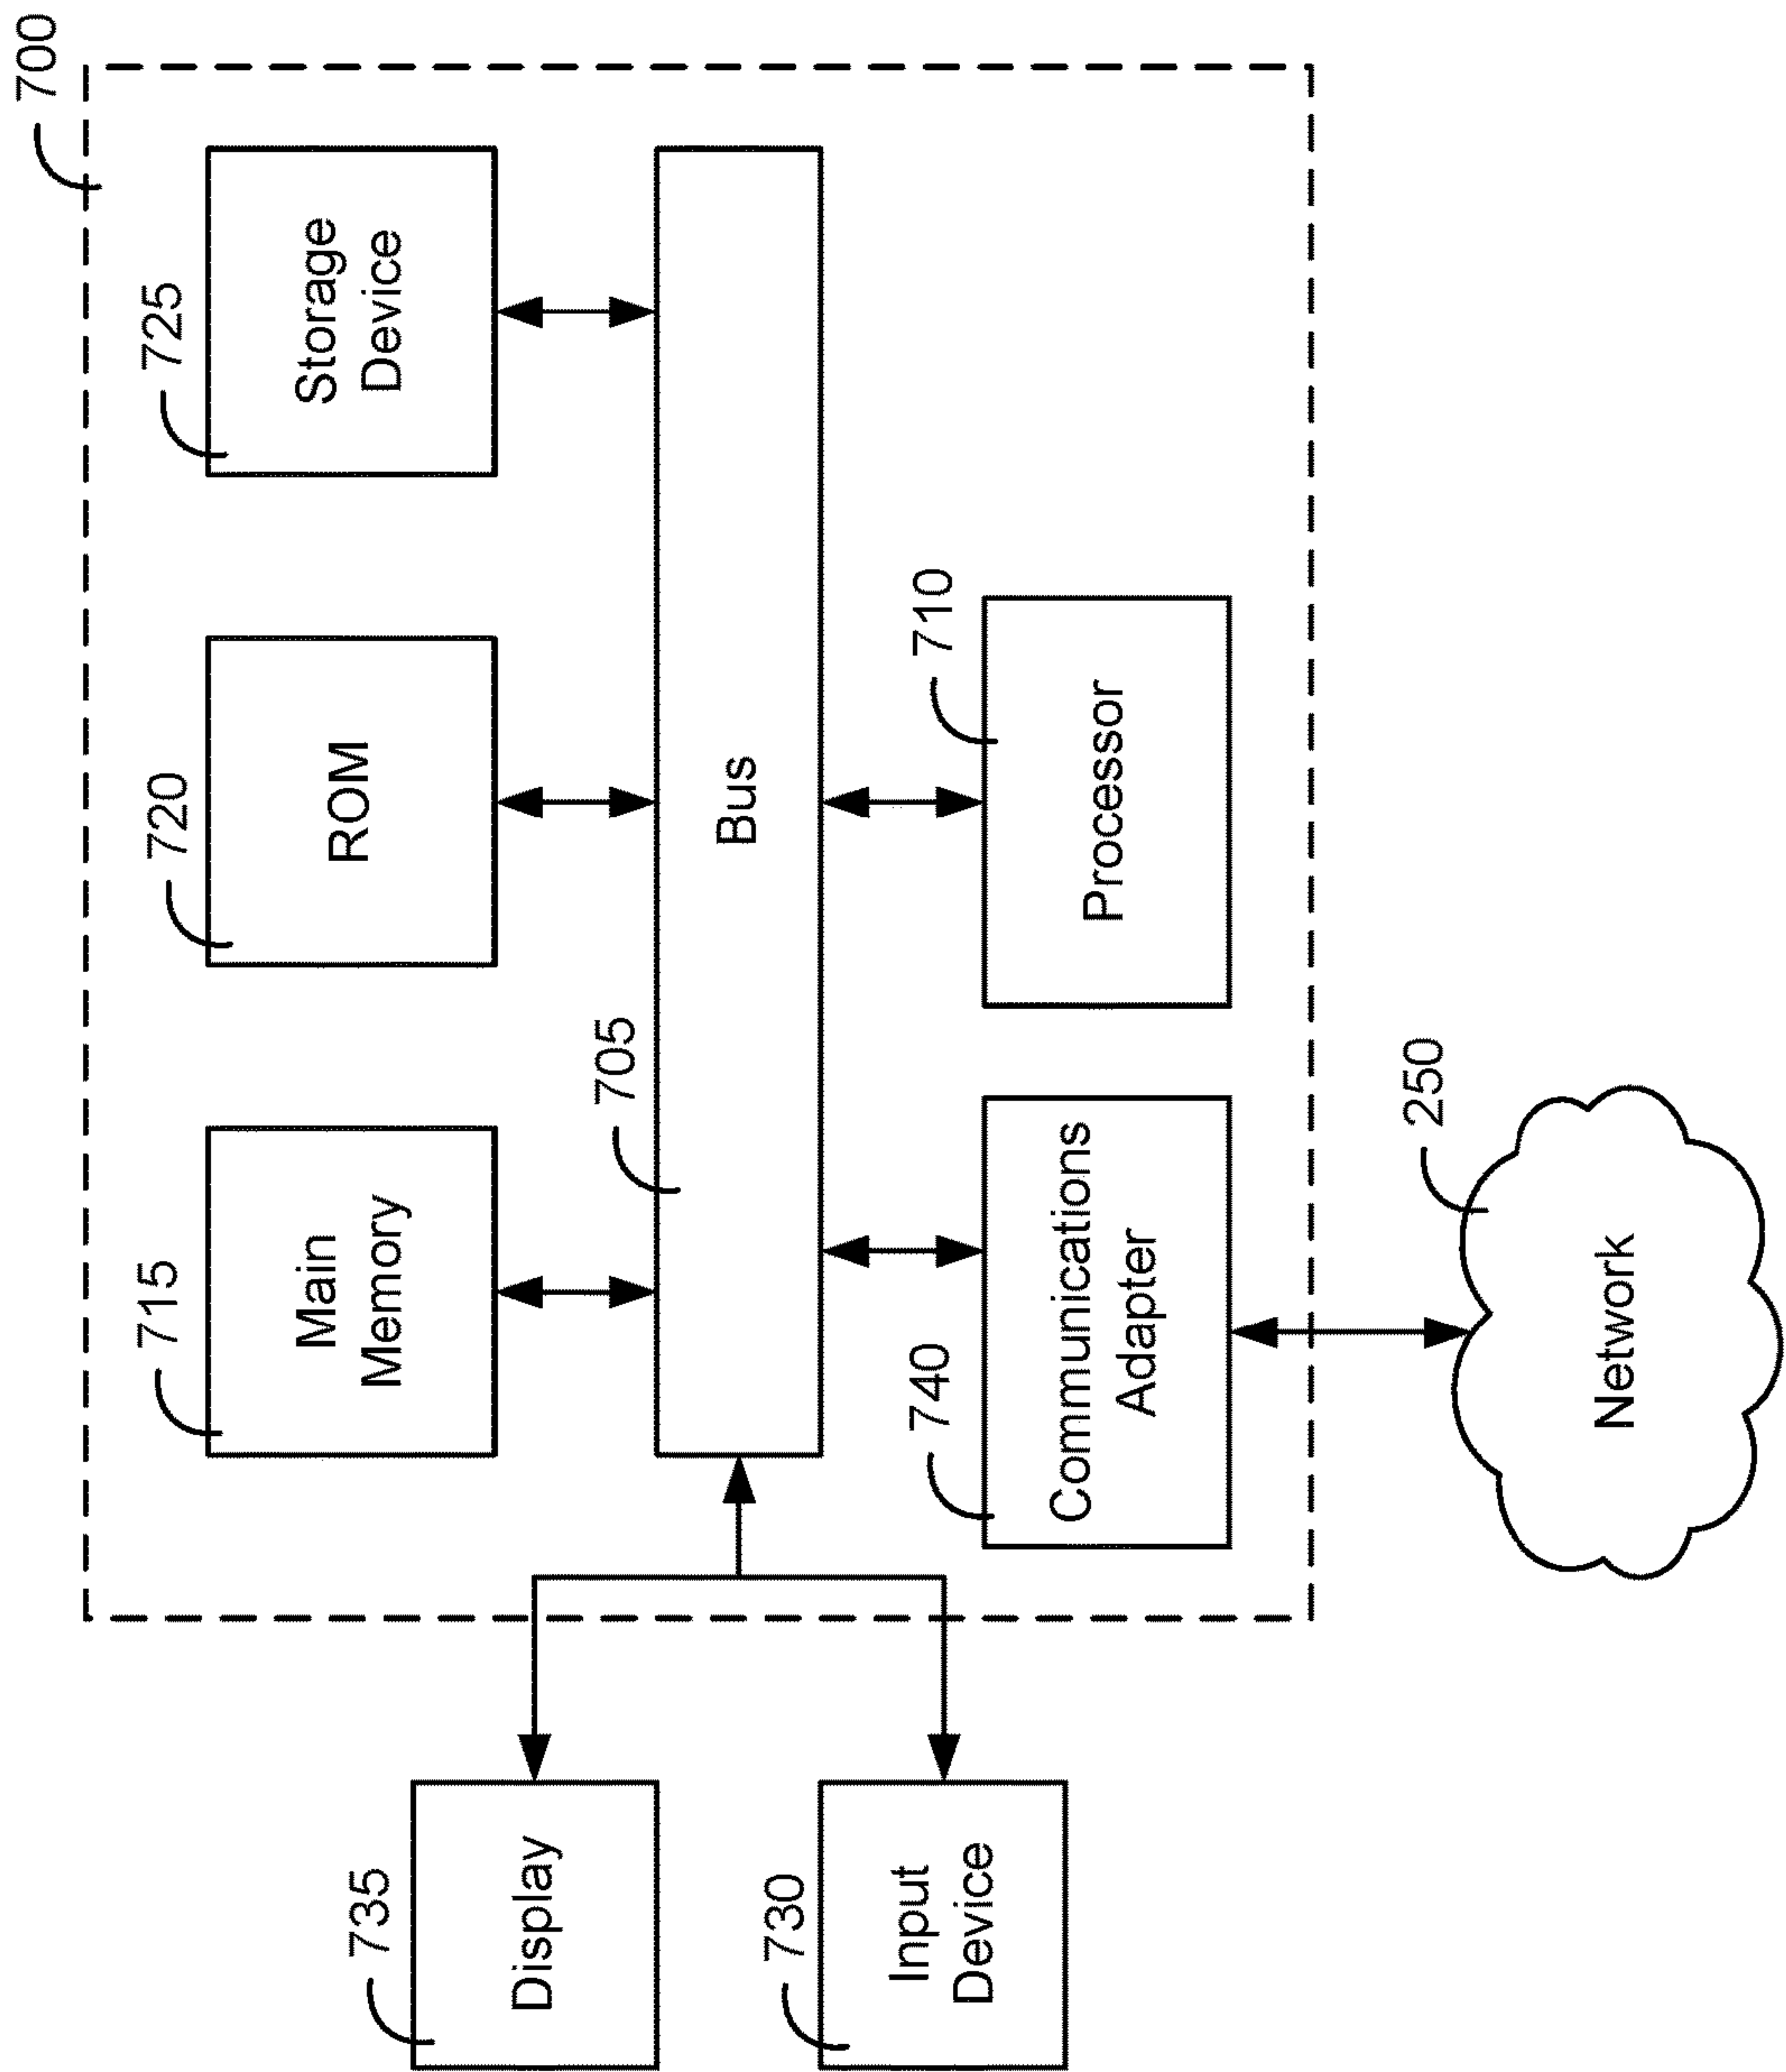 700
715
Main
Memory
720
ROM
725
Storage
Device
735
Display
705
Bus
730
Input
Device
740
Communications
Adapter
710
Processor
250
Network